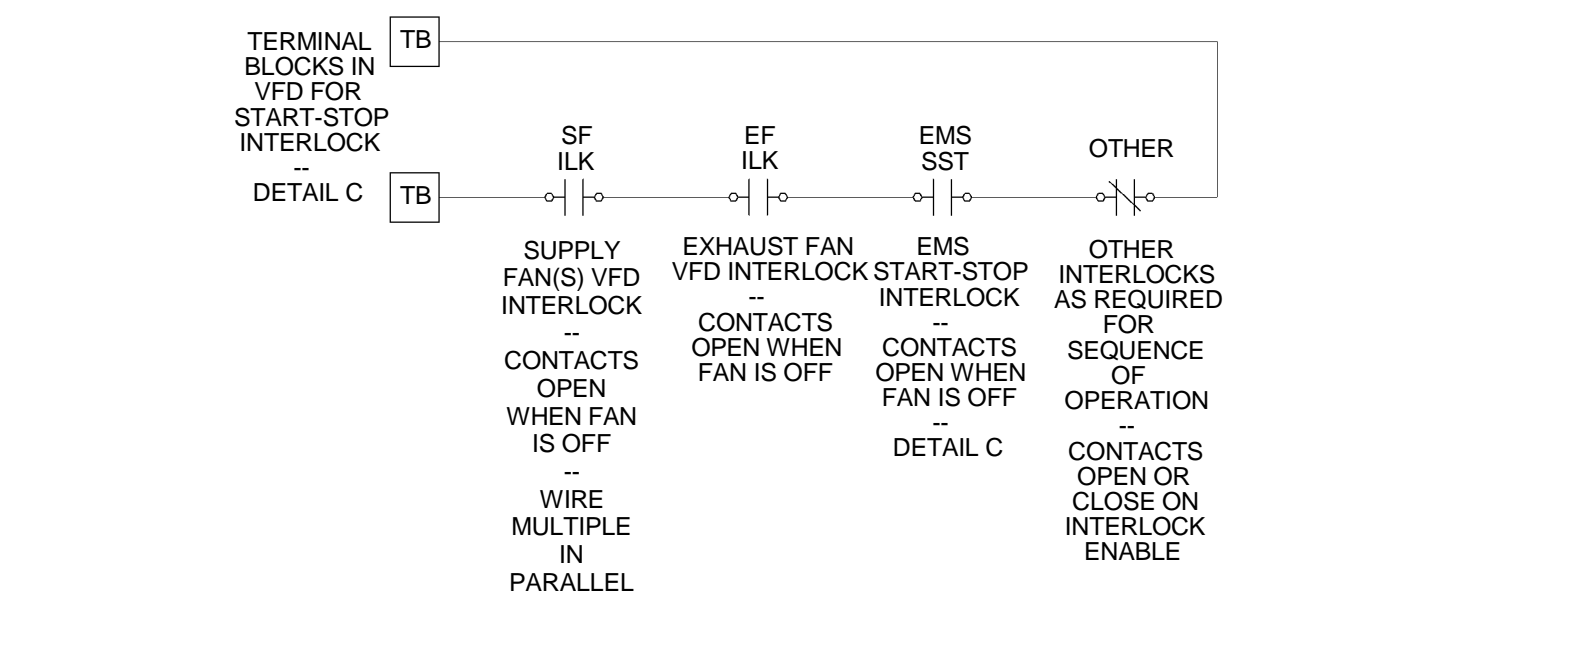 TERMINAL
BLOCKS IN
VFD FOR
START-STOP
INTERLOCK
--
DETAIL C
TB
TB
SF
ILK
EF
ILK
EMS
SST
OTHER
SUPPLY
FAN(S) VFD
INTERLOCK
--
CONTACTS
OPEN
WHEN FAN
IS OFF
--
WIRE
MULTIPLE
IN
PARALLEL
EXHAUST FAN
VFD INTERLOCK
--
CONTACTS
OPEN WHEN
FAN IS OFF
EMS
START-STOP
INTERLOCK
--
CONTACTS
OPEN WHEN
FAN IS OFF
--
DETAIL C
OTHER
INTERLOCKS
AS REQUIRED
FOR
SEQUENCE
OF
OPERATION
--
CONTACTS
OPEN OR
CLOSE ON
INTERLOCK
ENABLE